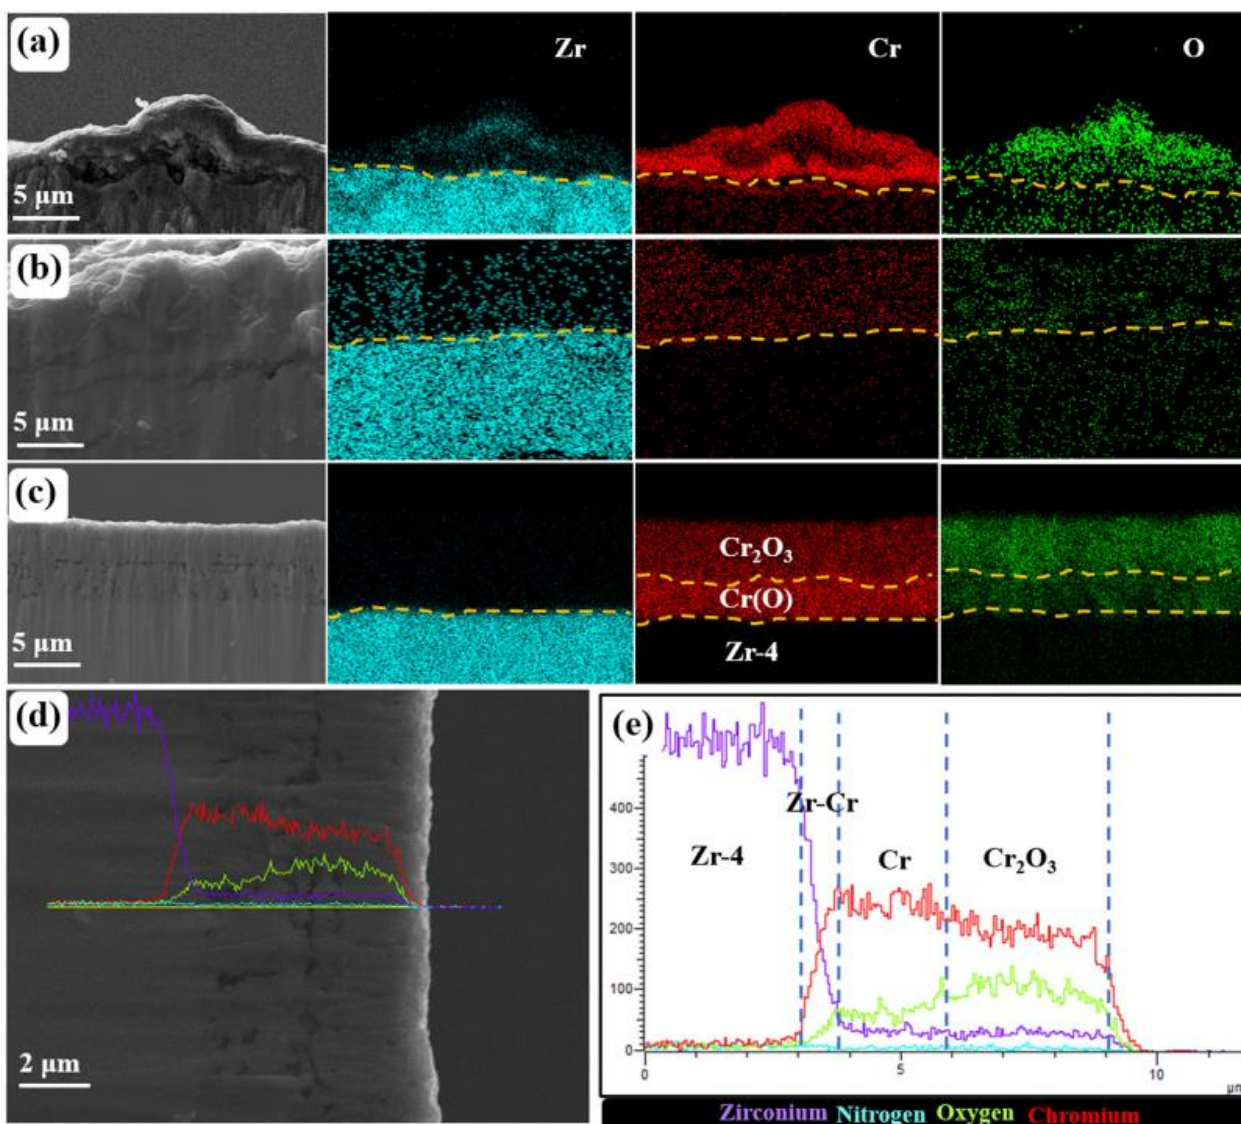 (a)
Zr
Cr
O
5 μm
(b)
5 μm
(c)
Cr₂O₃
Cr(O)
Zr-4
5 μm
(d)
2 μm
(e)
Zr-Cr
Zr-4
Cr
Cr₂O₃
400
300
200
100
0
0
5
10
μm
Zirconium Nitrogen Oxygen Chromium